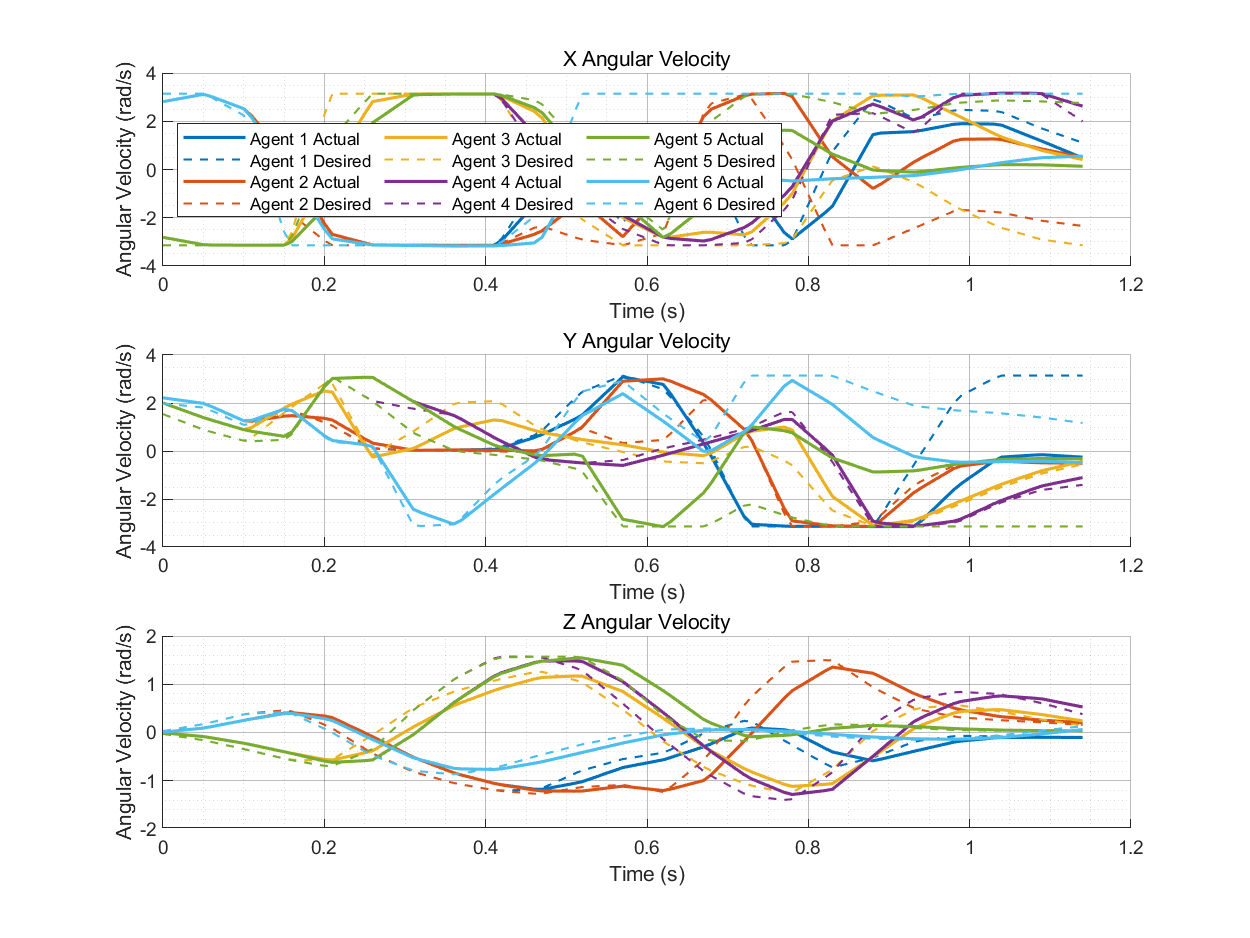 X Angular Velocity
Angular Velocity (rad/s)
4
2
0
-2
-4
Agent 1 Actual Agent 3 Actual Agent 5 Actual
Agent 1 Desired Agent 3 Desired Agent 5 Desired
Agent 2 Actual Agent 4 Actual Agent 6 Actual
Agent 2 Desired Agent 4 Desired Agent 6 Desired
0 0.2 0.4 0.6 0.8 1 1.2
Time (s)
Y Angular Velocity
Angular Velocity (rad/s)
4
2
0
-2
-4
0 0.2 0.4 0.6 0.8 1 1.2
Time (s)
Z Angular Velocity
Angular Velocity (rad/s)
2
1
0
-1
-2
0 0.2 0.4 0.6 0.8 1 1.2
Time (s)